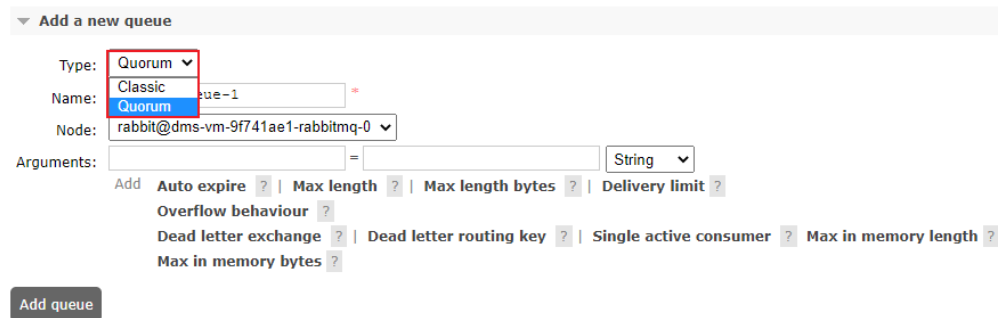 Add a new queue
Type: Quorum
Classic
Name: eue-1 *
Quorum
Node: rabbit@dms-vm-9f741ae1-rabbitmq-0
Arguments: = String
Add Auto expire ? | Max length ? | Max length bytes ? | Delivery limit ?
Overflow behaviour ?
Dead letter exchange ? | Dead letter routing key ? | Single active consumer ? Max in memory length ?
Max in memory bytes ?
Add queue